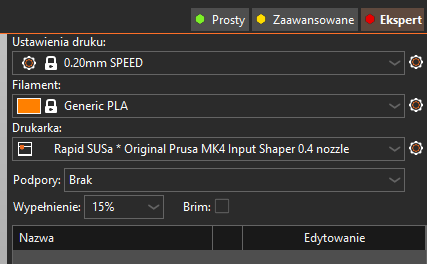 Prosty Zaawansowane Ekspert
Ustawienia druku:
0.20mm SPEED
Filament:
Generic PLA
Drukarka:
Rapid SUSa * Original Prusa MK4 Input Shaper 0.4 nozzle
Podpory: Brak
Wypełnienie: 15% Brim:
Nazwa Edytowanie